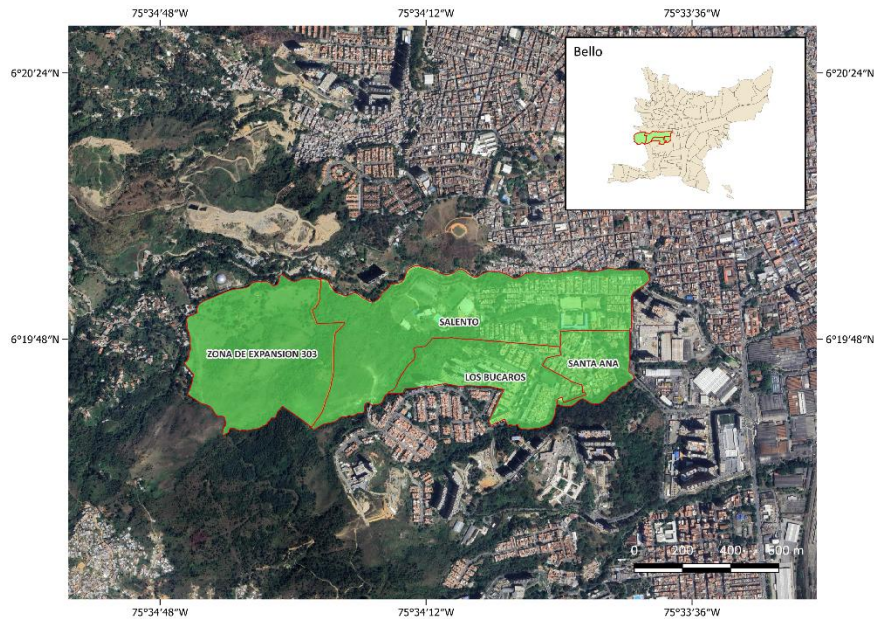 75°34'48"W 75°34'12"W 75°33'36"W
6°20'24"N 6°20'24"N
Bello
6°19'48"N 6°19'48"N
SALENTO
ZONA DE EXPANSION 303
SANTA ANA
LOS BUCAROS
0 200 400 600 m
75°34'48"W 75°34'12"W 75°33'36"W